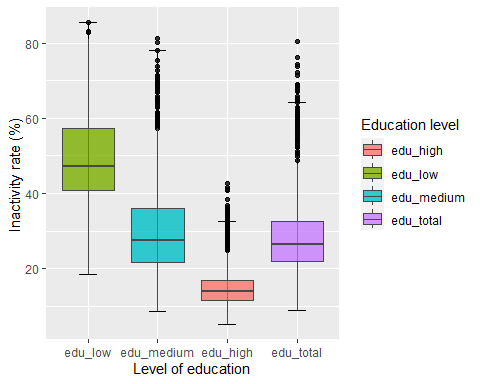 80
60
40
20
Inactivity rate (%)
edu_low edu_medium edu_high edu_total
Level of education
Education level
edu_high
edu_low
edu_medium
edu_total